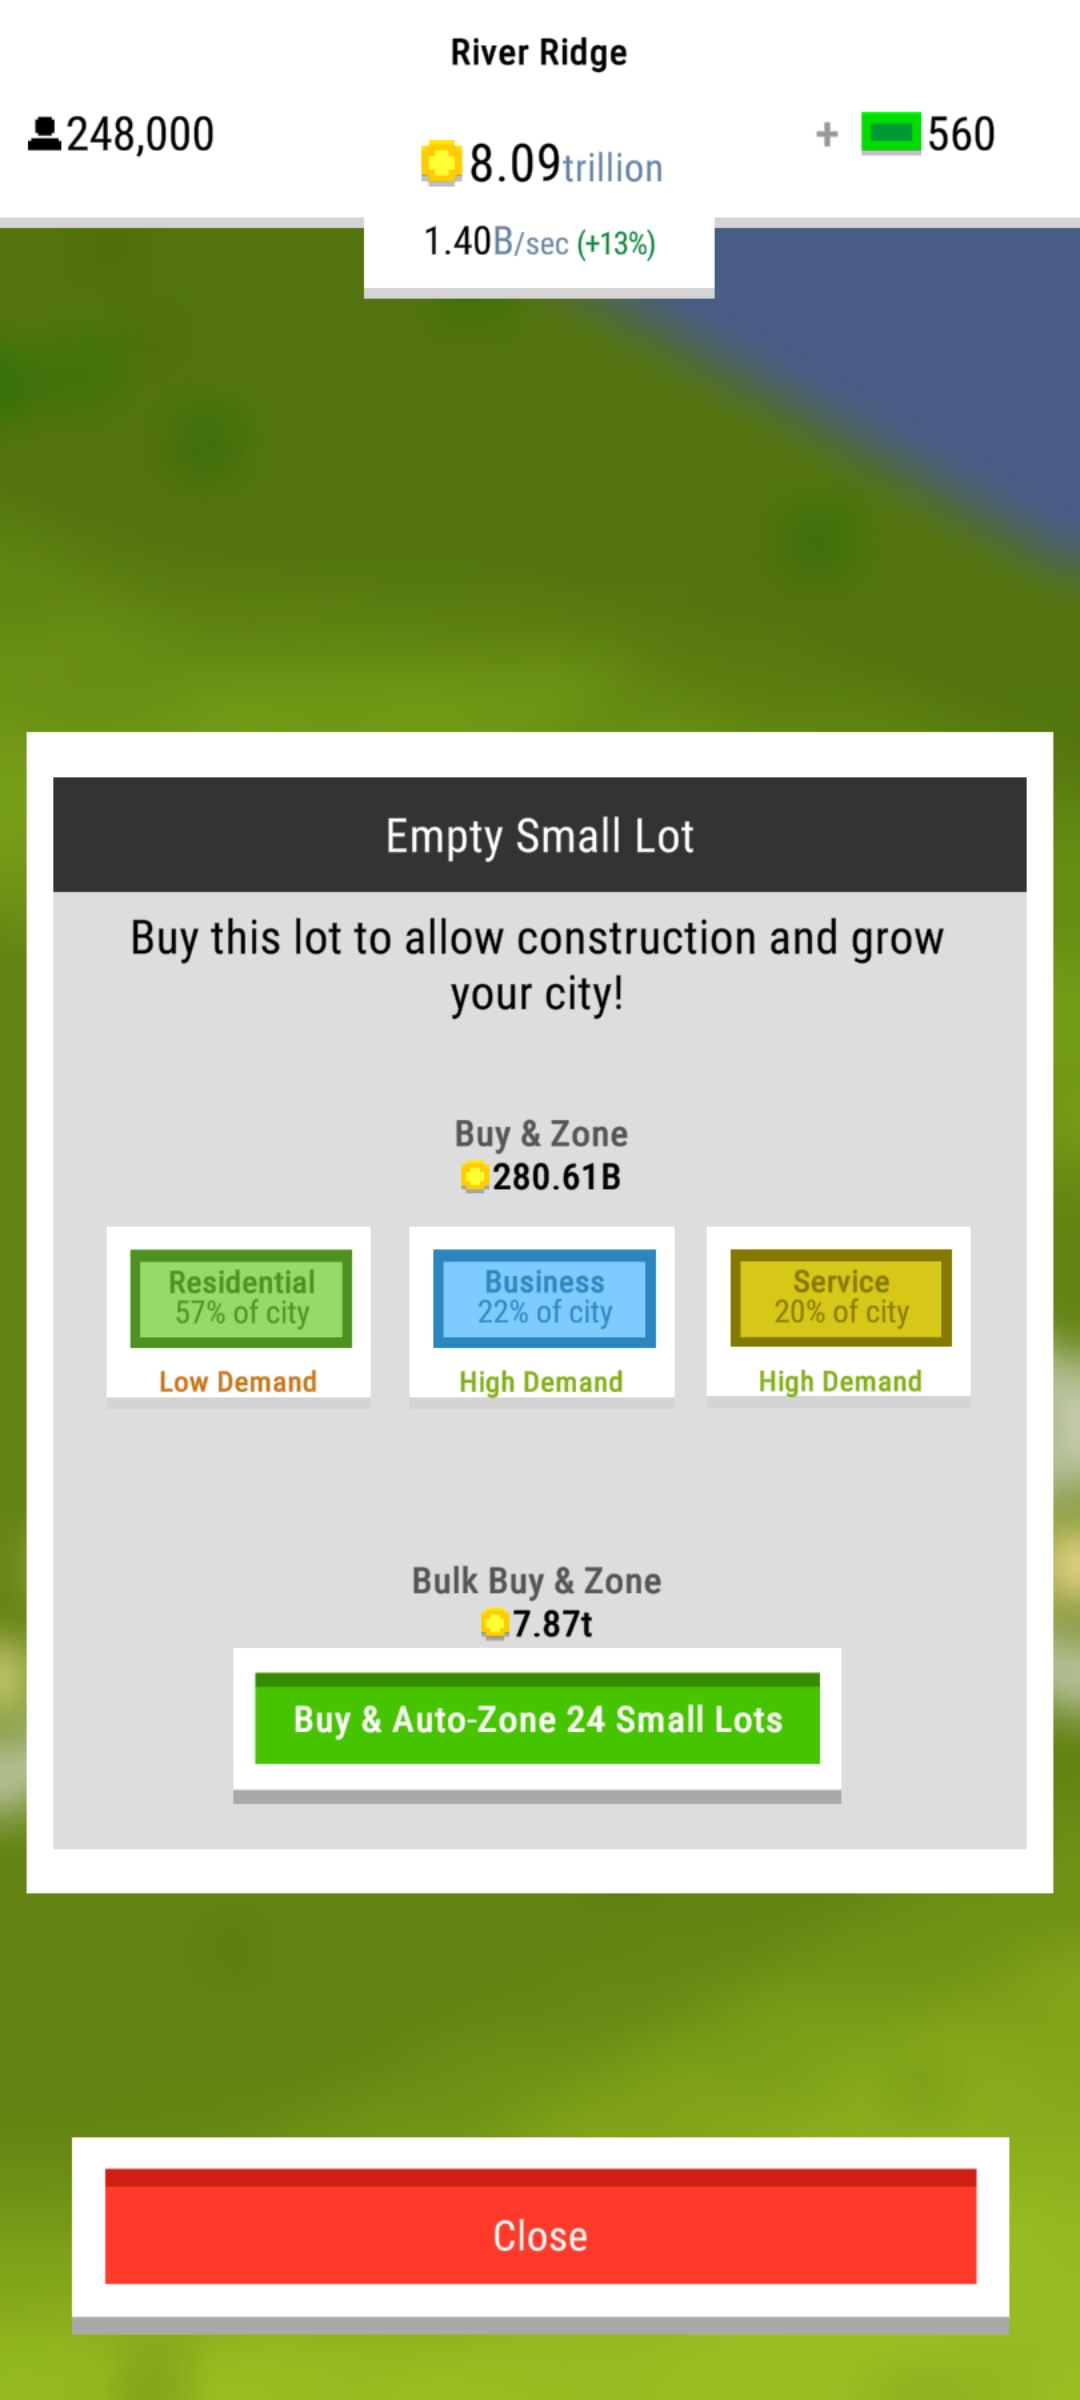 River Ridge
248,000
8.09trillion
+ 560
1.40B/sec (+13%)
Empty Small Lot
Buy this lot to allow construction and grow
your city!
Buy & Zone
280.61B
Residential
57% of city
Low Demand
Business
22% of city
High Demand
Service
20% of city
High Demand
Bulk Buy & Zone
7.87t
Buy & Auto-Zone 24 Small Lots
Close